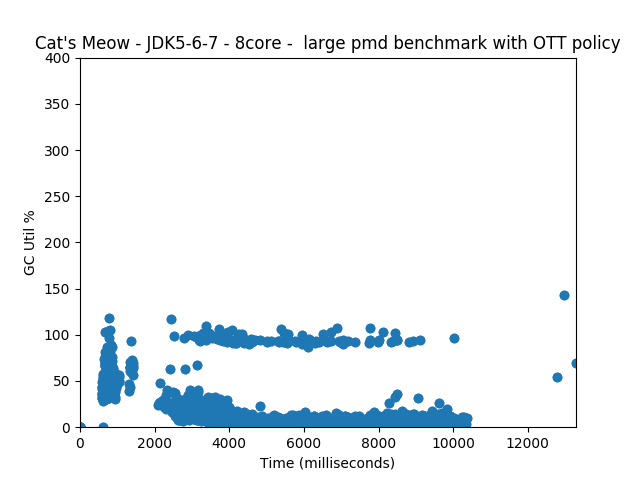 Cat's Meow - JDK5-6-7 - 8core -  large pmd benchmark with OTT policy
400
350
300
250
200
150
100
50
0
GC Util %
0 2000 4000 6000 8000 10000 12000
Time (milliseconds)